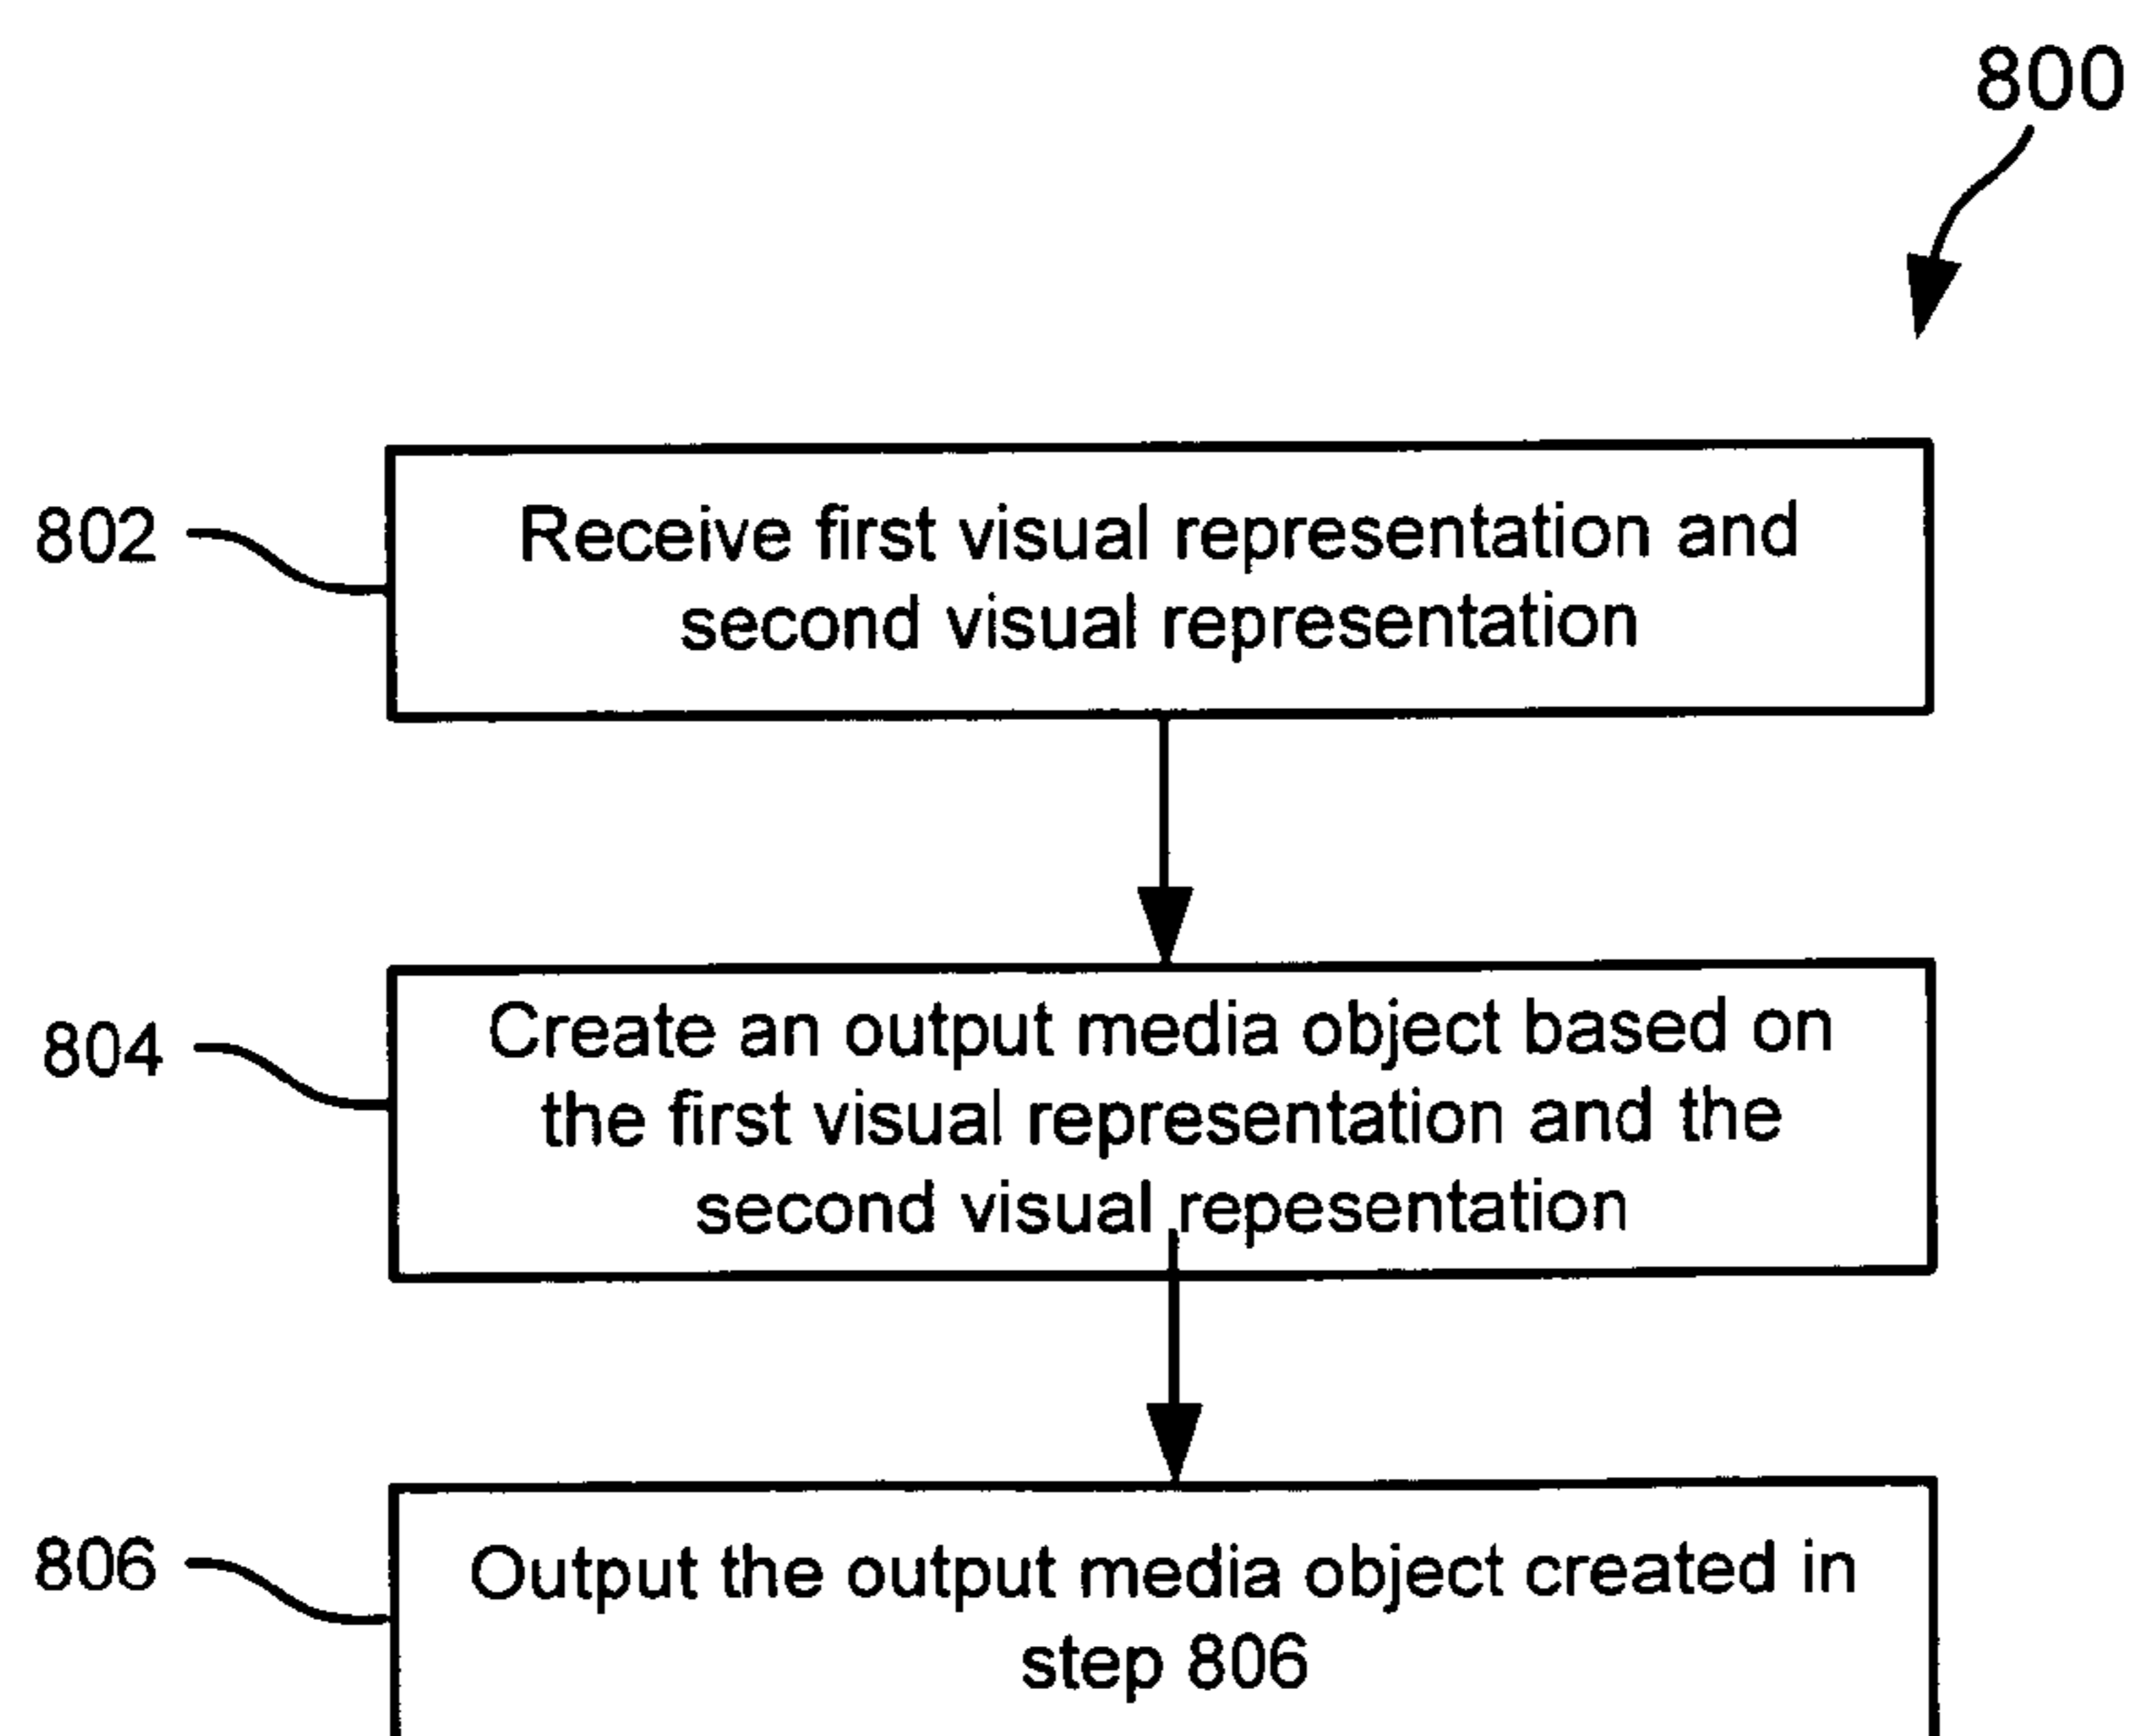 800
802
Receive first visual representation and
second visual representation
804
Create an output media object based on
the first visual representation and the
second visual repesentation
806
Output the output media object created in
step 806